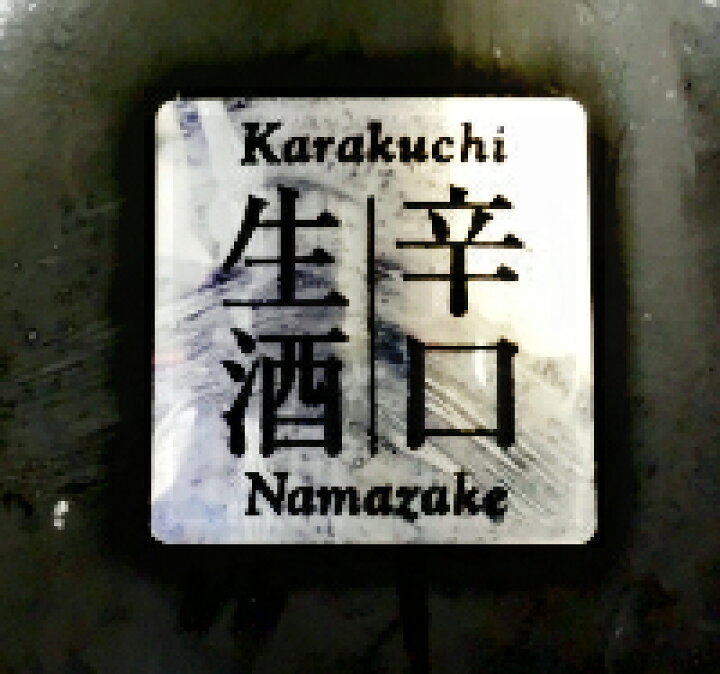 Karakuchi
辛口
生酒
Namazake